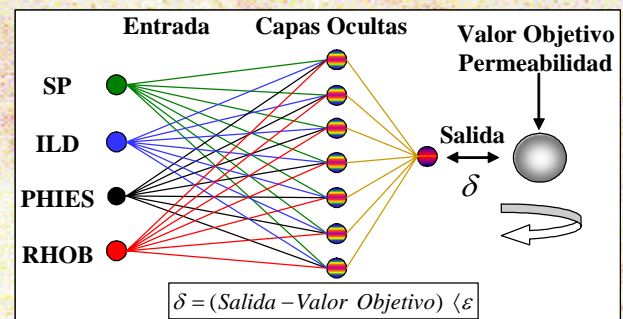 Entrada
Capas Ocultas
Valor Objetivo
Permeabilidad
SP
ILD
PHIES
RHOB
Salida
δ
δ = (Salida – Valor Objetivo) ⟨ε